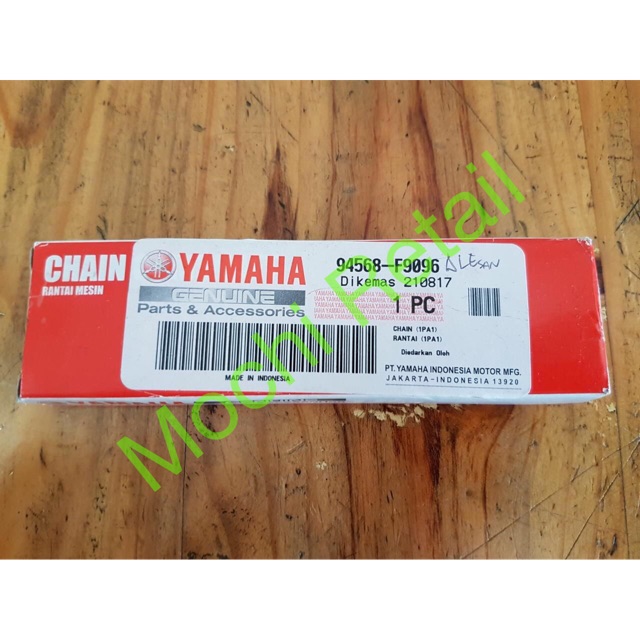 CHAIN
RANTAI MESIN
YAMAHA
GENUINE
Parts & Accessories
MADE IN INDONESIA
94568-F9096
Dikemas 210817
1 PC
CHAIN (1PA1)
RANTAI (1PA1)
Diedarkan Oleh
PT. YAMAHA INDONESIA MOTOR MFG.
JAKARTA-INDONESIA 13920
Mochi Retail